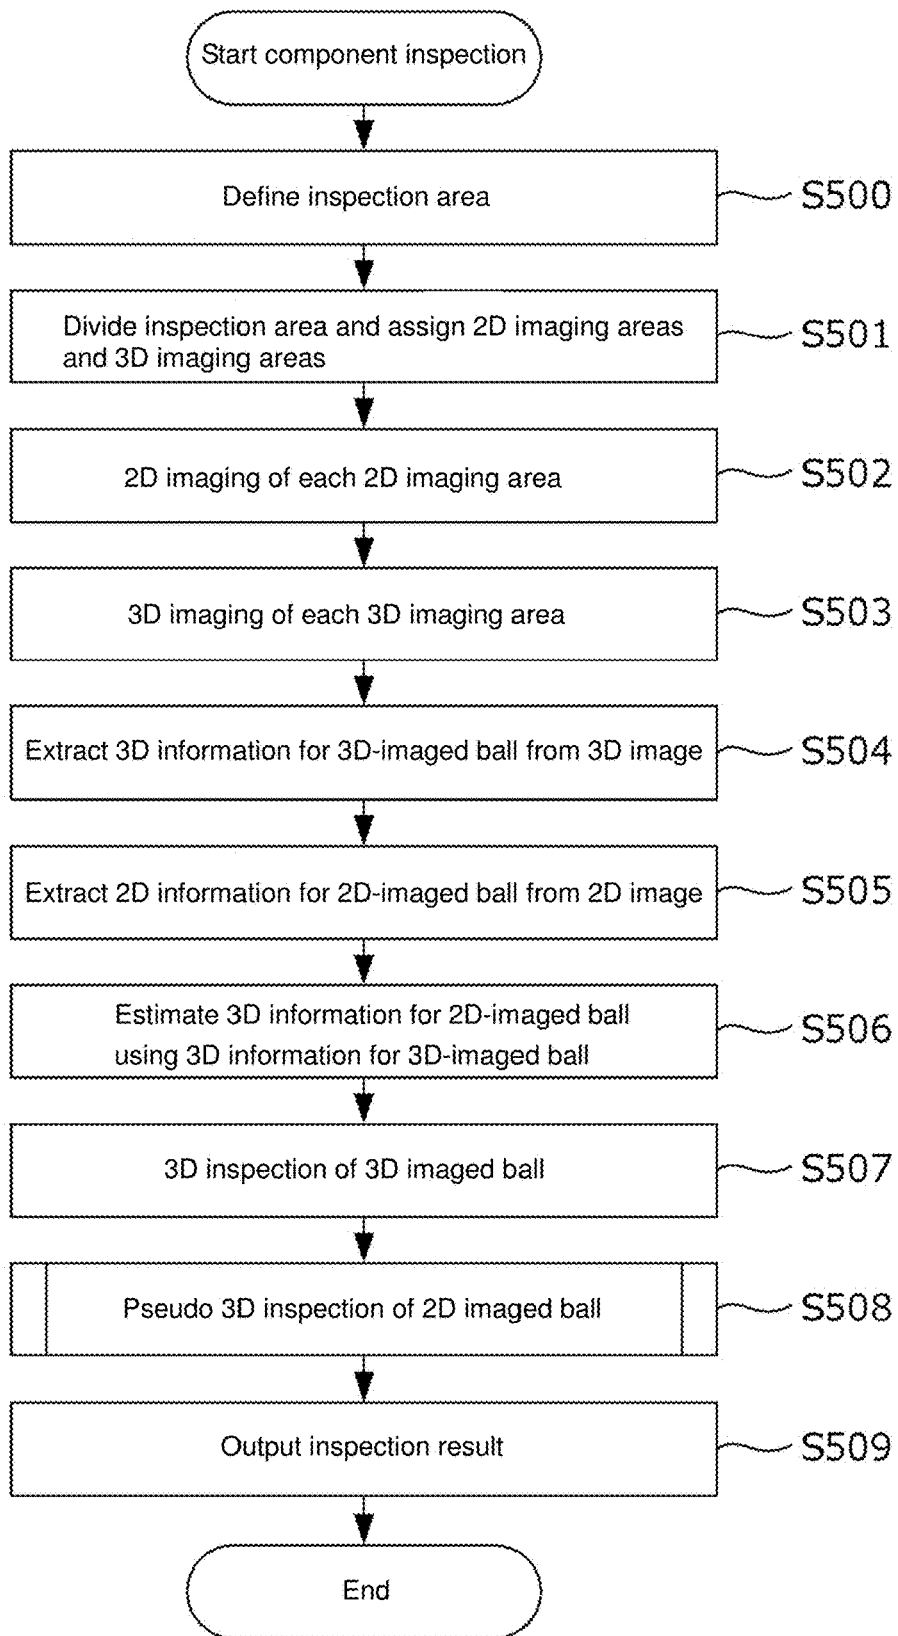 Start component inspection
Define inspection area
S500
Divide inspection area and assign 2D imaging areas
and 3D imaging areas
S501
2D imaging of each 2D imaging area
S502
3D imaging of each 3D imaging area
S503
Extract 3D information for 3D-imaged ball from 3D image
S504
Extract 2D information for 2D-imaged ball from 2D image
S505
Estimate 3D information for 2D-imaged ball
using 3D information for 3D-imaged ball
S506
3D inspection of 3D imaged ball
S507
Pseudo 3D inspection of 2D imaged ball
S508
Output inspection result
S509
End